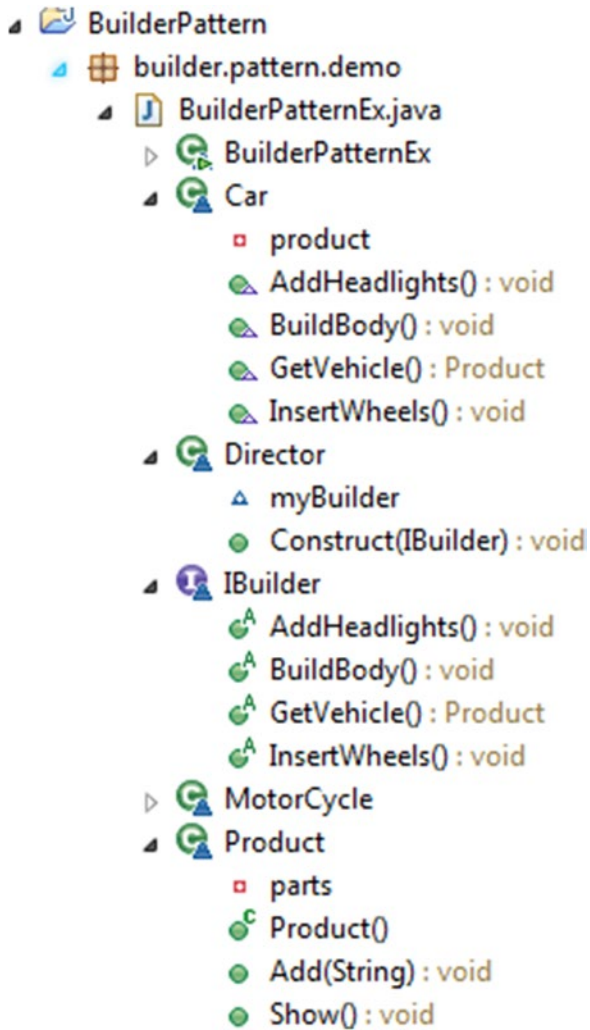 BuilderPattern
builder.pattern.demo
BuilderPatternEx.java
BuilderPatternEx
Car
product
AddHeadlights() : void
BuildBody() : void
GetVehicle() : Product
InsertWheels() : void
Director
myBuilder
Construct(IBuilder) : void
IBuilder
AddHeadlights() : void
BuildBody() : void
GetVehicle() : Product
InsertWheels() : void
MotorCycle
Product
parts
Product()
Add(String) : void
Show() : void